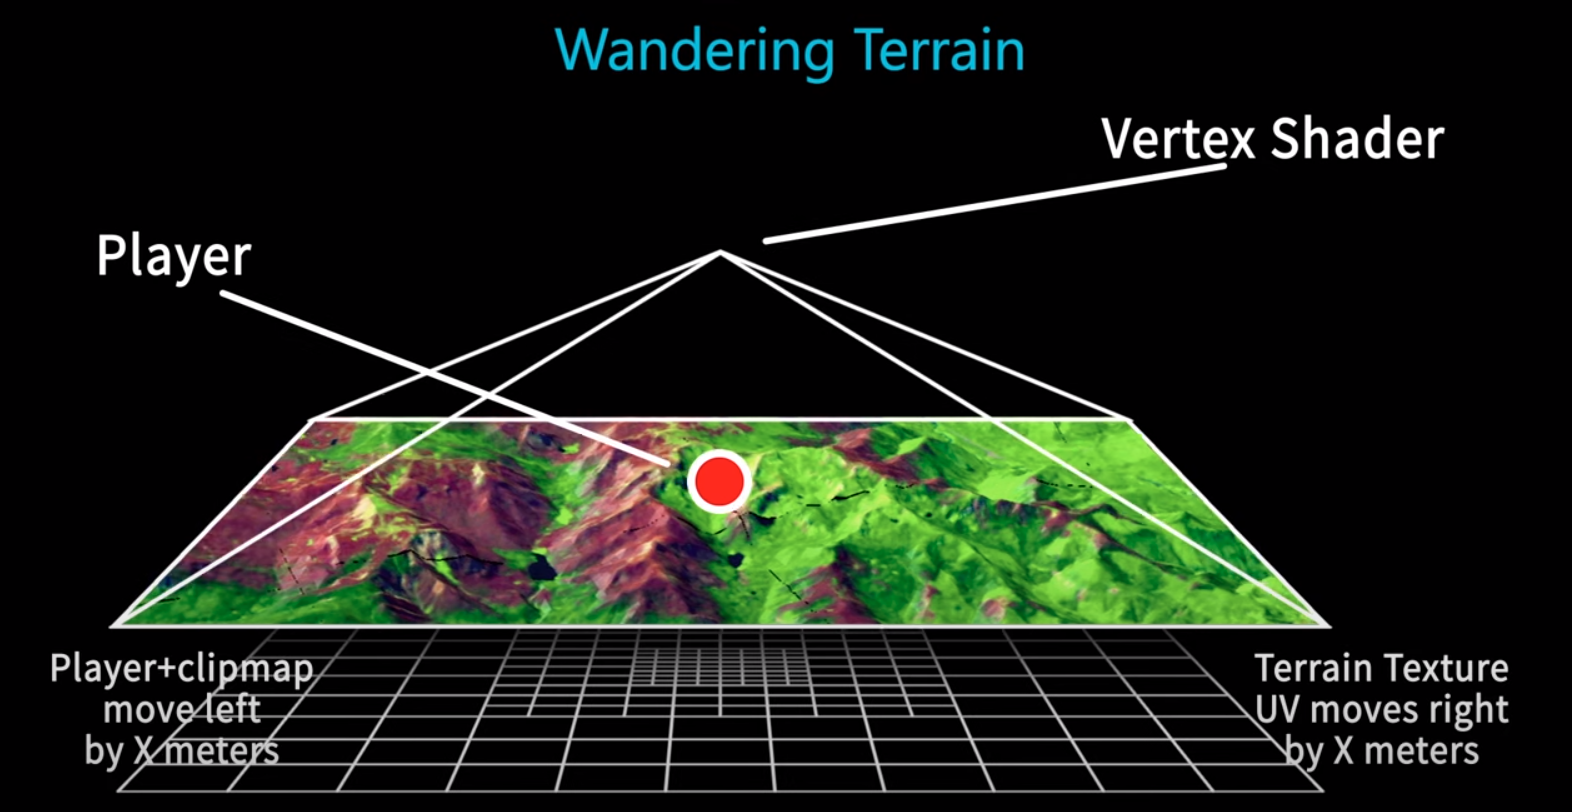 Wandering Terrain
Vertex Shader
Player
Player+clipmap
move left
by X meters
Terrain Texture
UV moves right
by X meters